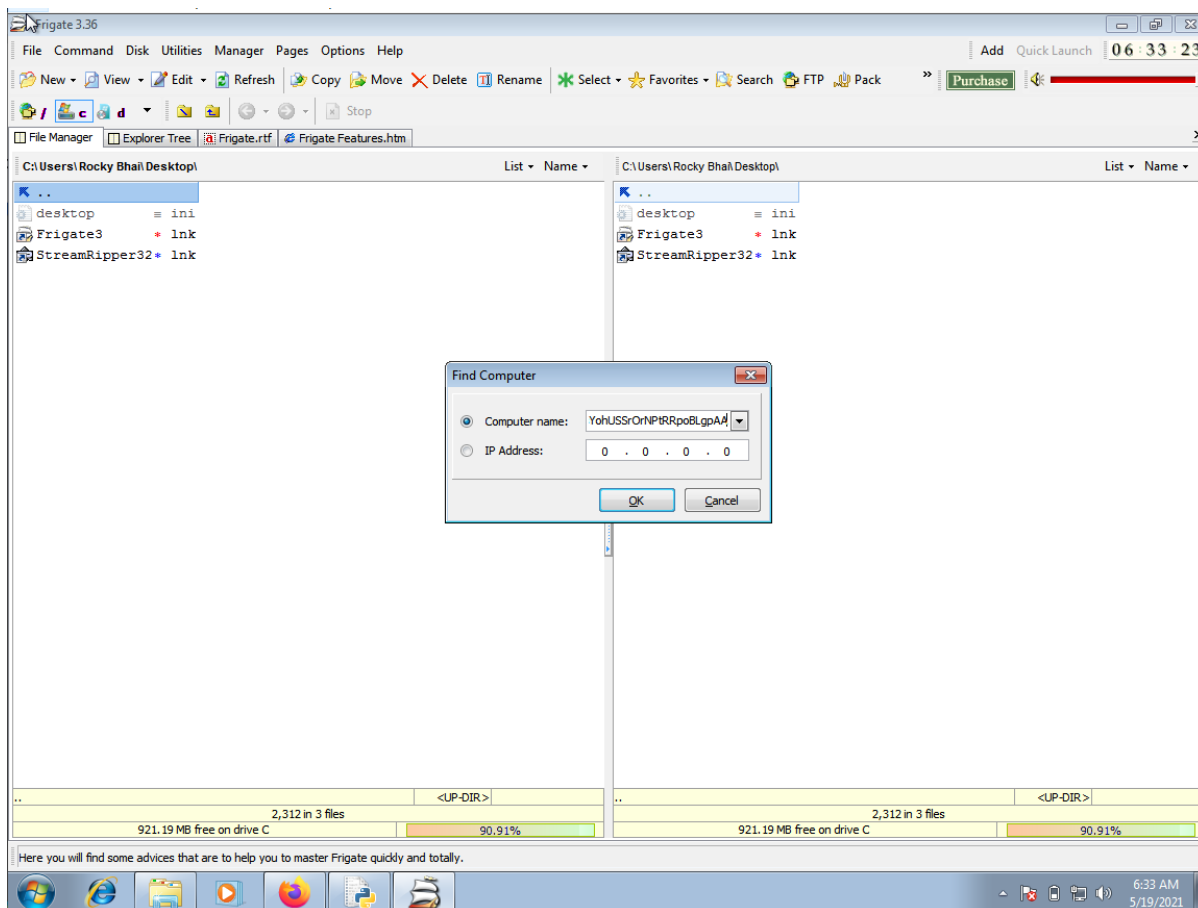 Frigate 3.36
File Command Disk Utilities Manager Pages Options Help Add Quick Launch 06:33:23
New View Edit Refresh Copy Move Delete Rename Select Favorites Search FTP Pack » Purchase
/ c d Stop
File Manager Explorer Tree Frigate.rtf Frigate Features.htm
C:\Users\Rocky Bhai\Desktop\ List Name C:\Users\Rocky Bhai\Desktop\ List Name
.. ..
desktop ini desktop ini
Frigate3 * lnk Frigate3 * lnk
StreamRipper32* lnk StreamRipper32* lnk
Find Computer
Computer name: YohUSSrOrNPtRRpoBLgpAA
IP Address: 0 . 0 . 0 . 0
OK Cancel
.. <UP-DIR> .. <UP-DIR>
2,312 in 3 files 2,312 in 3 files
921.19 MB free on drive C 90.91% 921.19 MB free on drive C 90.91%
Here you will find some advices that are to help you to master Frigate quickly and totally.
6:33 AM
5/19/2021